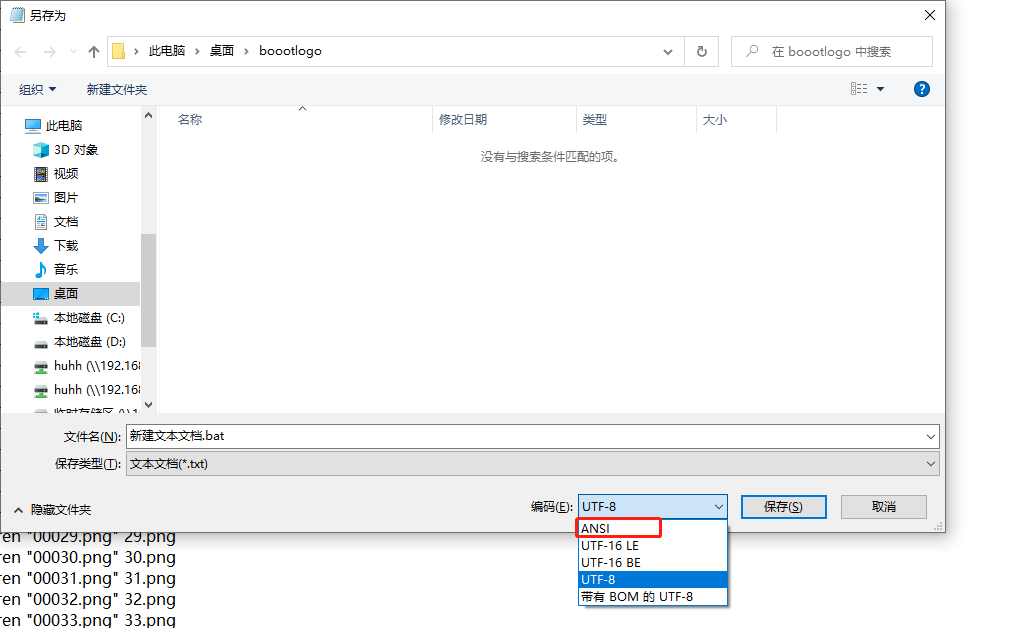 另存为
此电脑 › 桌面 › boootlogo
在 boootlogo 中搜索
组织 新建文件夹
名称 修改日期 类型 大小
没有与搜索条件匹配的项。
此电脑
3D 对象
视频
图片
文档
下载
音乐
桌面
本地磁盘 (C:)
本地磁盘 (D:)
huhh (\\192.168
huhh (\\192.168
临时存储区 (\\1
文件名(N): 新建文本文档.bat
保存类型(T): 文本文档(*.txt)
隐藏文件夹 编码(E): UTF-8 保存(S) 取消
ANSI
UTF-16 LE
UTF-16 BE
UTF-8
带有 BOM 的 UTF-8
ren "00029.png" 29.png
ren "00030.png" 30.png
ren "00031.png" 31.png
ren "00032.png" 32.png
ren "00033.png" 33.png